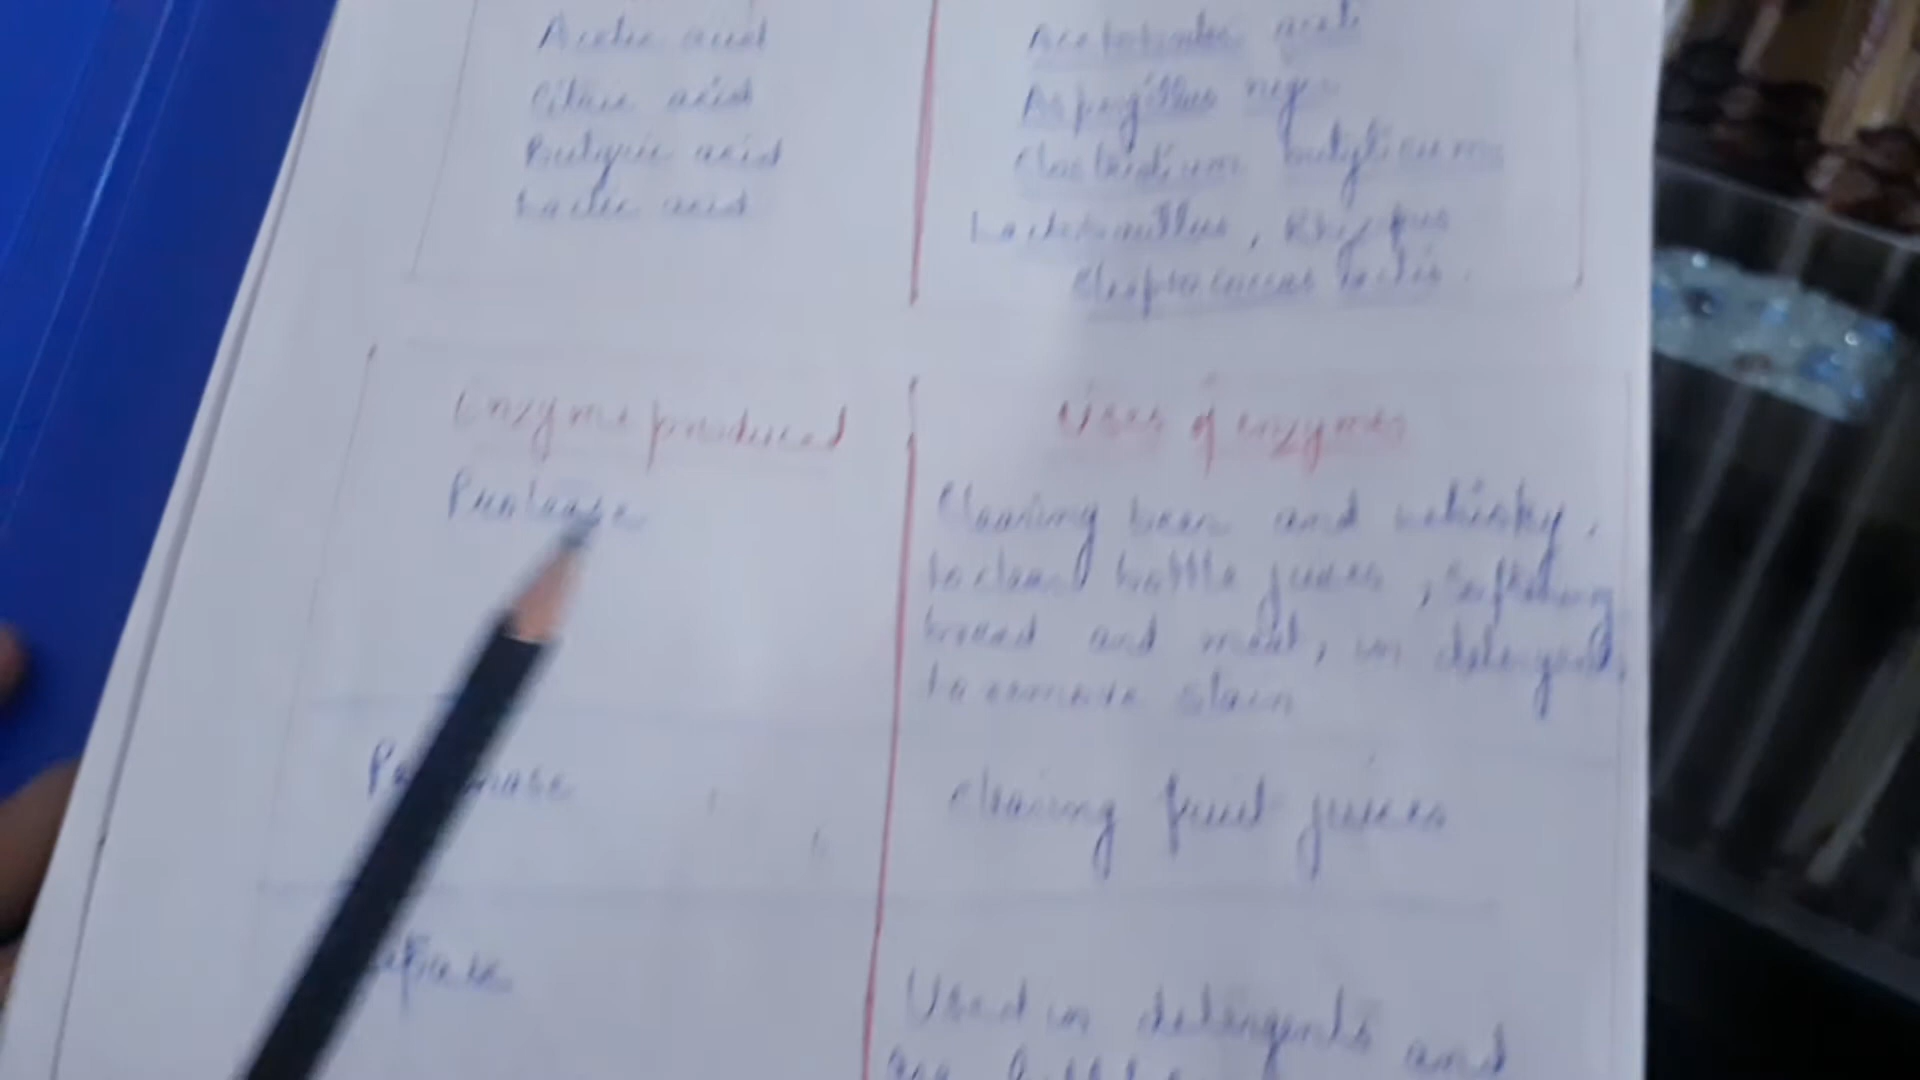 Acetic acid
Acetobacter aceti
Citric acid
Aspergillus niger
Butyric acid
Clostridium butylicum
Lactic acid
Lactobacillus, Rhizopus
Streptococcus lactis
Enzyme produced
Uses of enzymes
Protease
Clearing beer and whisky,
to clear bottle juices, softening
bread and meat, in detergent,
to remove stain
Clearing fruit juices
Used in detergents and